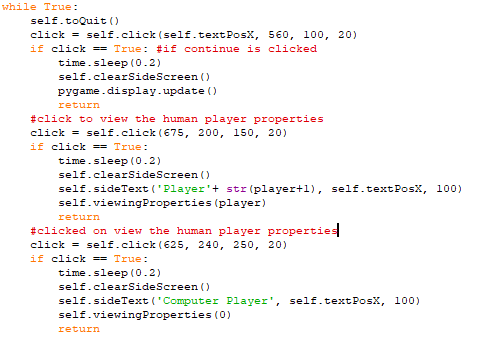 while True:
    self.toQuit()
    click = self.click(self.textPosX, 560, 100, 20)
    if click == True: #if continue is clicked
        time.sleep(0.2)
        self.clearSideScreen()
        pygame.display.update()
        return
    #click to view the human player properties
    click = self.click(675, 200, 150, 20)
    if click == True:
        time.sleep(0.2)
        self.clearSideScreen()
        self.sideText('Player'+ str(player+1), self.textPosX, 100)
        self.viewingProperties(player)
        return
    #clicked on view the human player properties
    click = self.click(625, 240, 250, 20)
    if click == True:
        time.sleep(0.2)
        self.clearSideScreen()
        self.sideText('Computer Player', self.textPosX, 100)
        self.viewingProperties(0)
        return